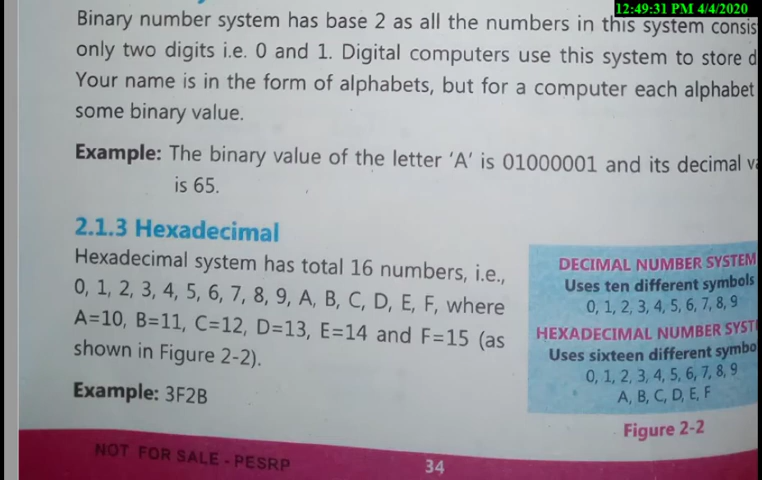 12:49:31 PM 4/4/2020
Binary number system has base 2 as all the numbers in this system consis
only two digits i.e. 0 and 1. Digital computers use this system to store d
Your name is in the form of alphabets, but for a computer each alphabet
some binary value.
Example: The binary value of the letter 'A' is 01000001 and its decimal va
is 65.
2.1.3 Hexadecimal
Hexadecimal system has total 16 numbers, i.e.,
0, 1, 2, 3, 4, 5, 6, 7, 8, 9, A, B, C, D, E, F, where
A=10, B=11, C=12, D=13, E=14 and F=15 (as
shown in Figure 2-2).
Example: 3F2B
DECIMAL NUMBER SYSTEM
Uses ten different symbols
0, 1, 2, 3, 4, 5, 6, 7, 8, 9
HEXADECIMAL NUMBER SYST
Uses sixteen different symbo
0, 1, 2, 3, 4, 5, 6, 7, 8, 9
A, B, C, D, E, F
Figure 2-2
NOT FOR SALE - PESRP
34